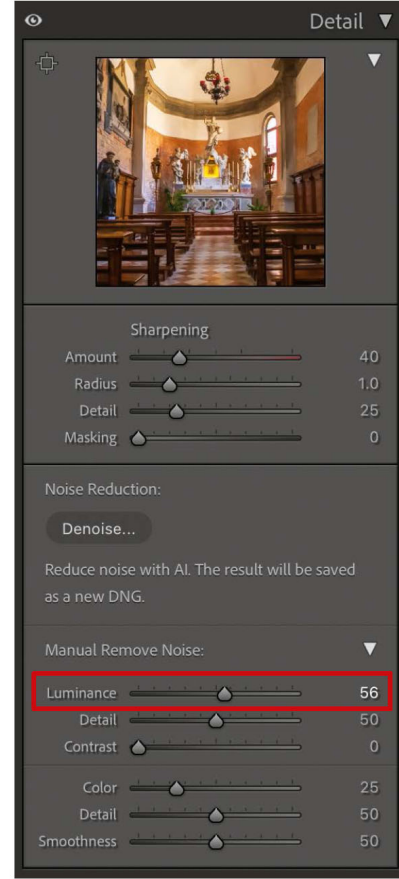 Detail
Sharpening
Amount 40
Radius 1.0
Detail 25
Masking 0
Noise Reduction:
Denoise...
Reduce noise with AI. The result will be saved
as a new DNG.
Manual Remove Noise:
Luminance 56
Detail 50
Contrast 0
Color 25
Detail 50
Smoothness 50